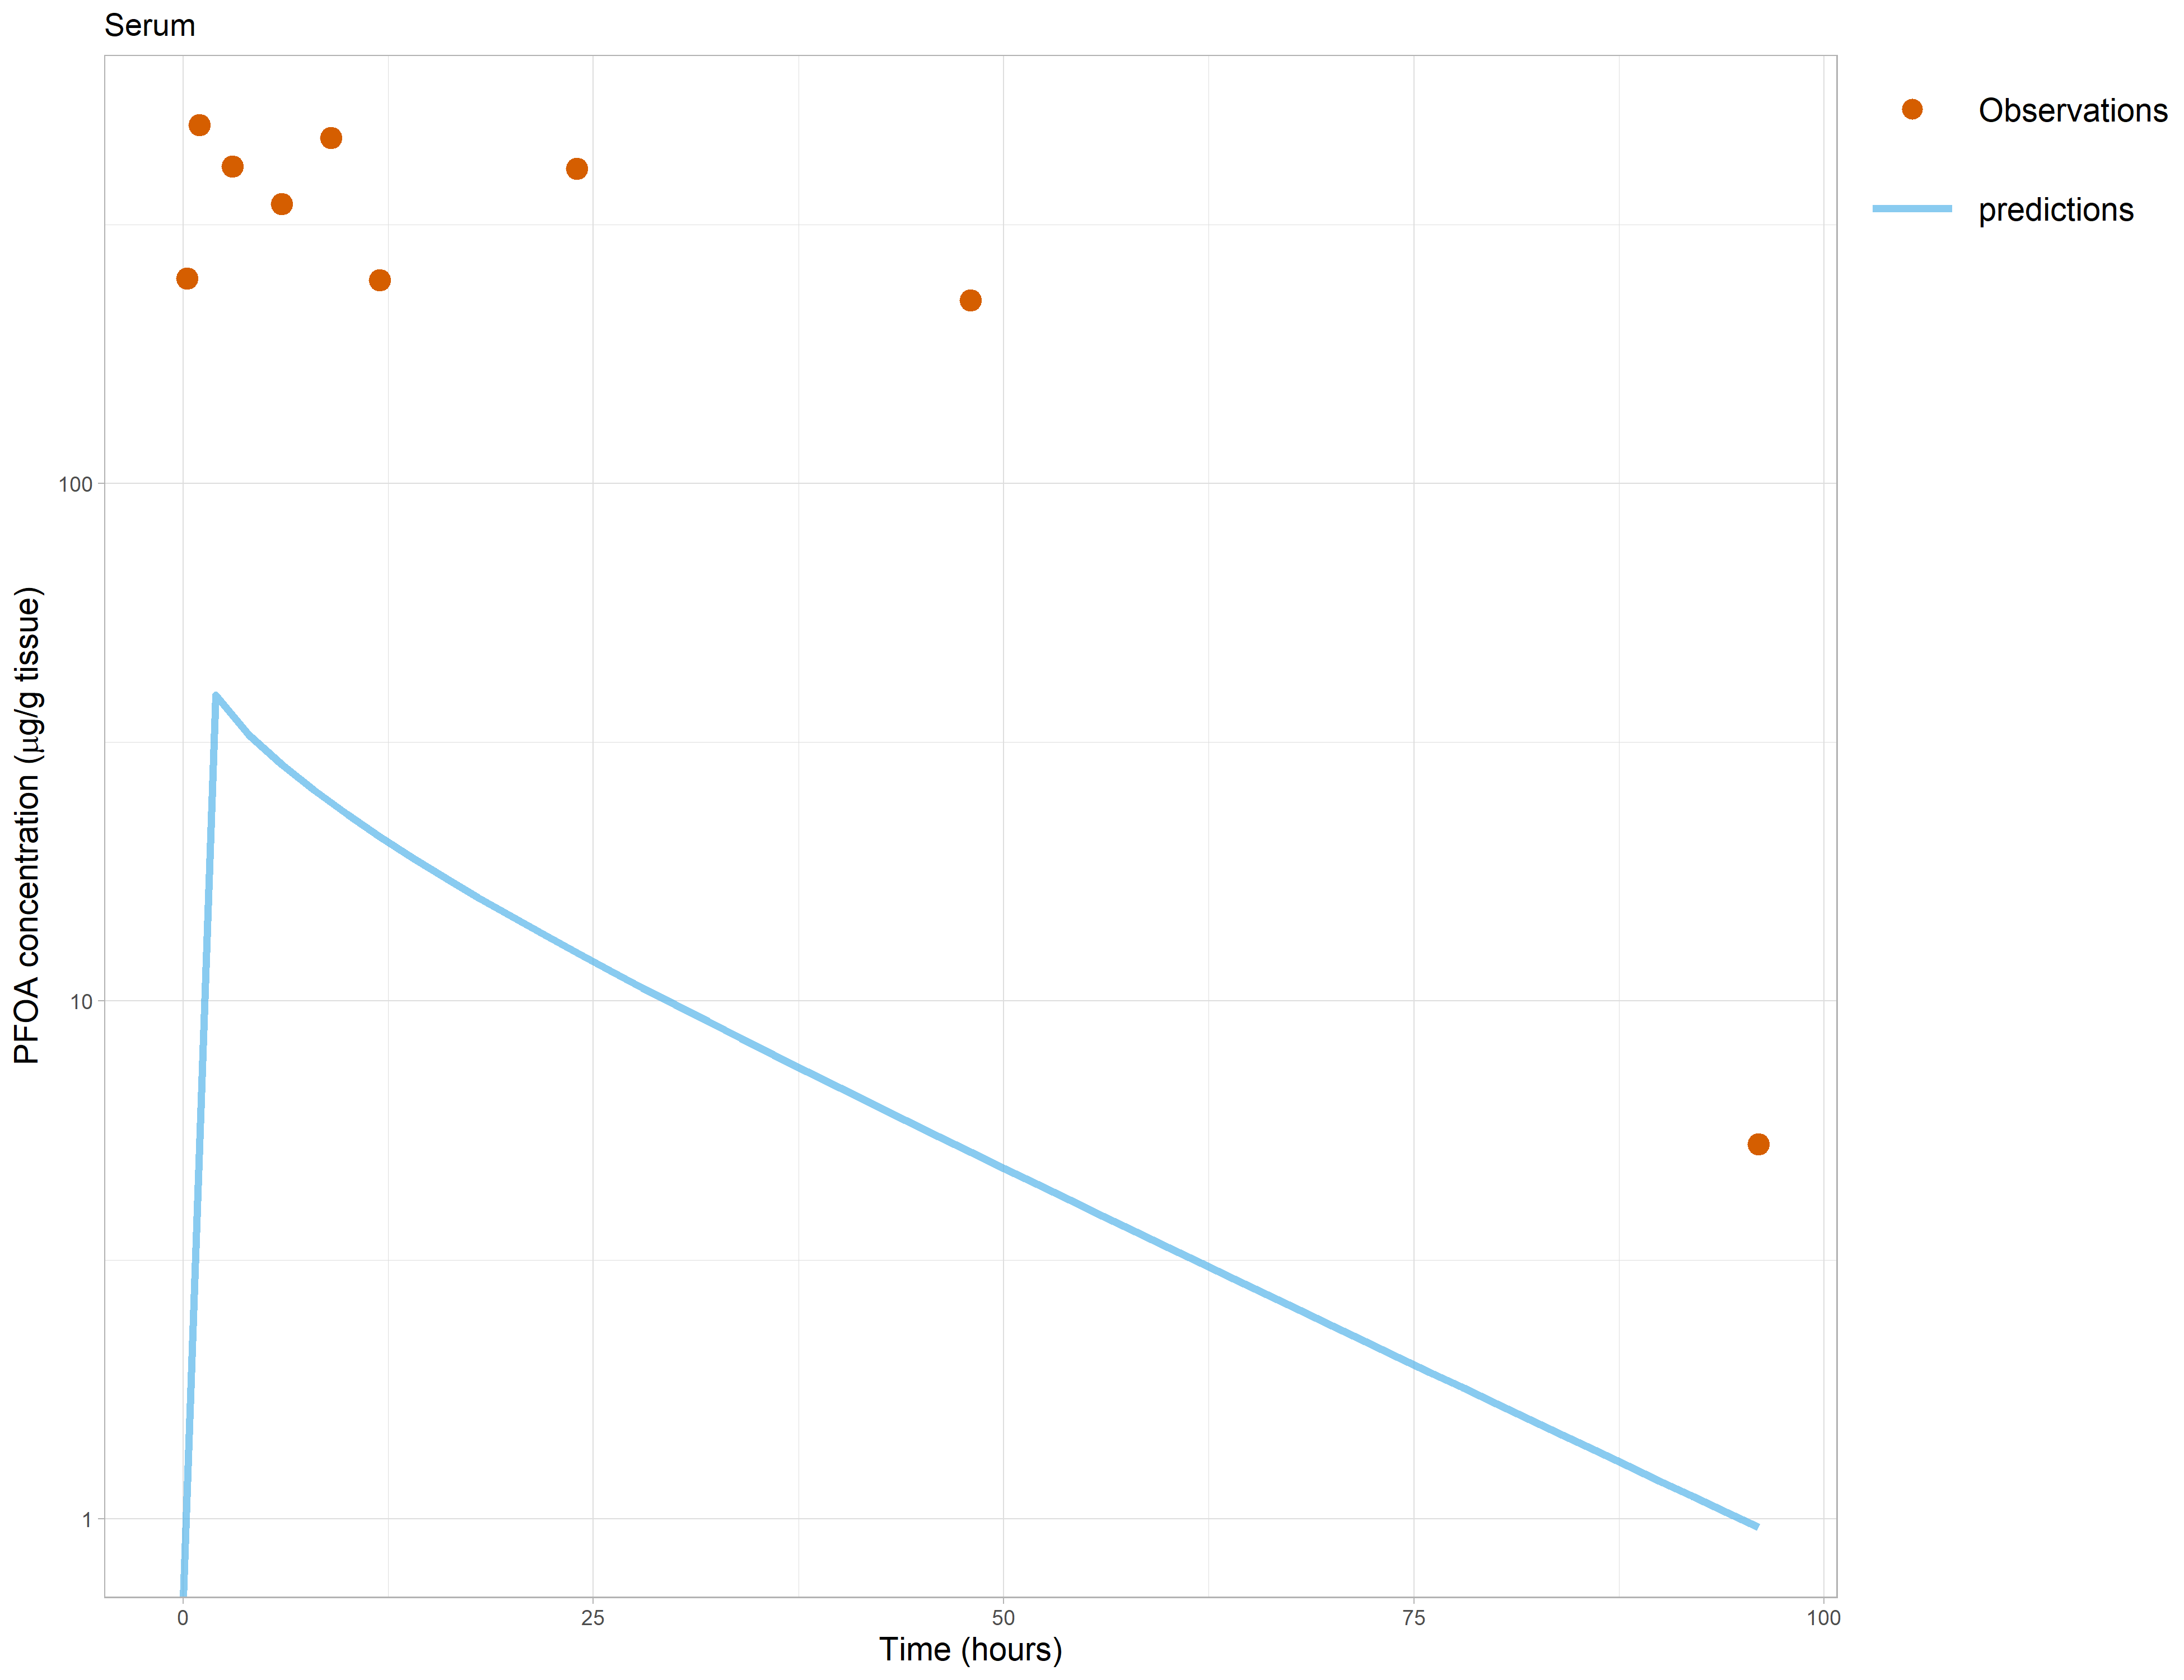 Serum
Observations
predictions
PFOA concentration (μg/g tissue)
100
10
1
0 25 50 75 100
Time (hours)